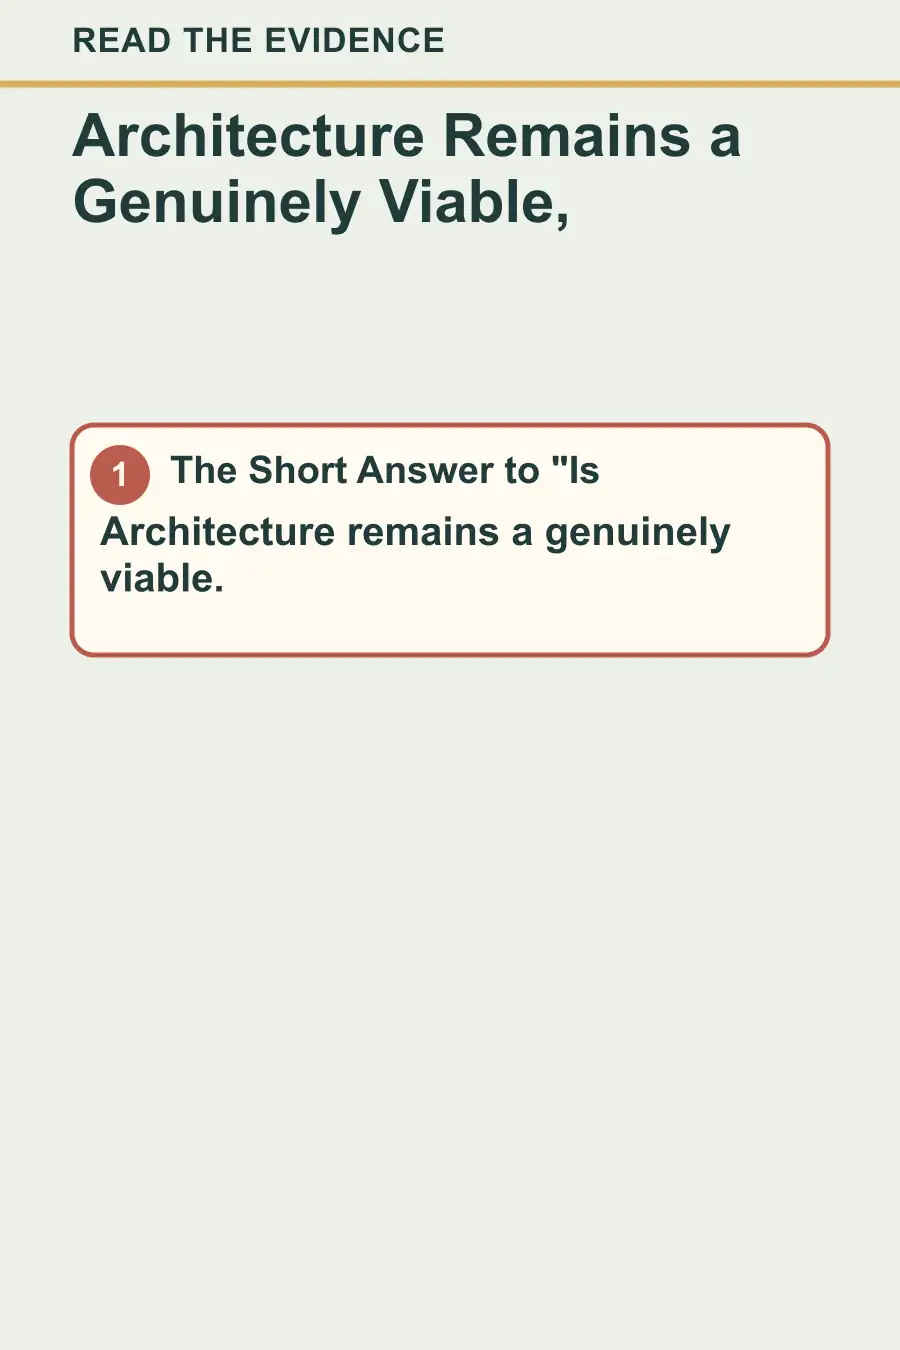 READ THE EVIDENCE
Architecture Remains a
Genuinely Viable,
1 The Short Answer to "Is
Architecture remains a genuinely
viable.